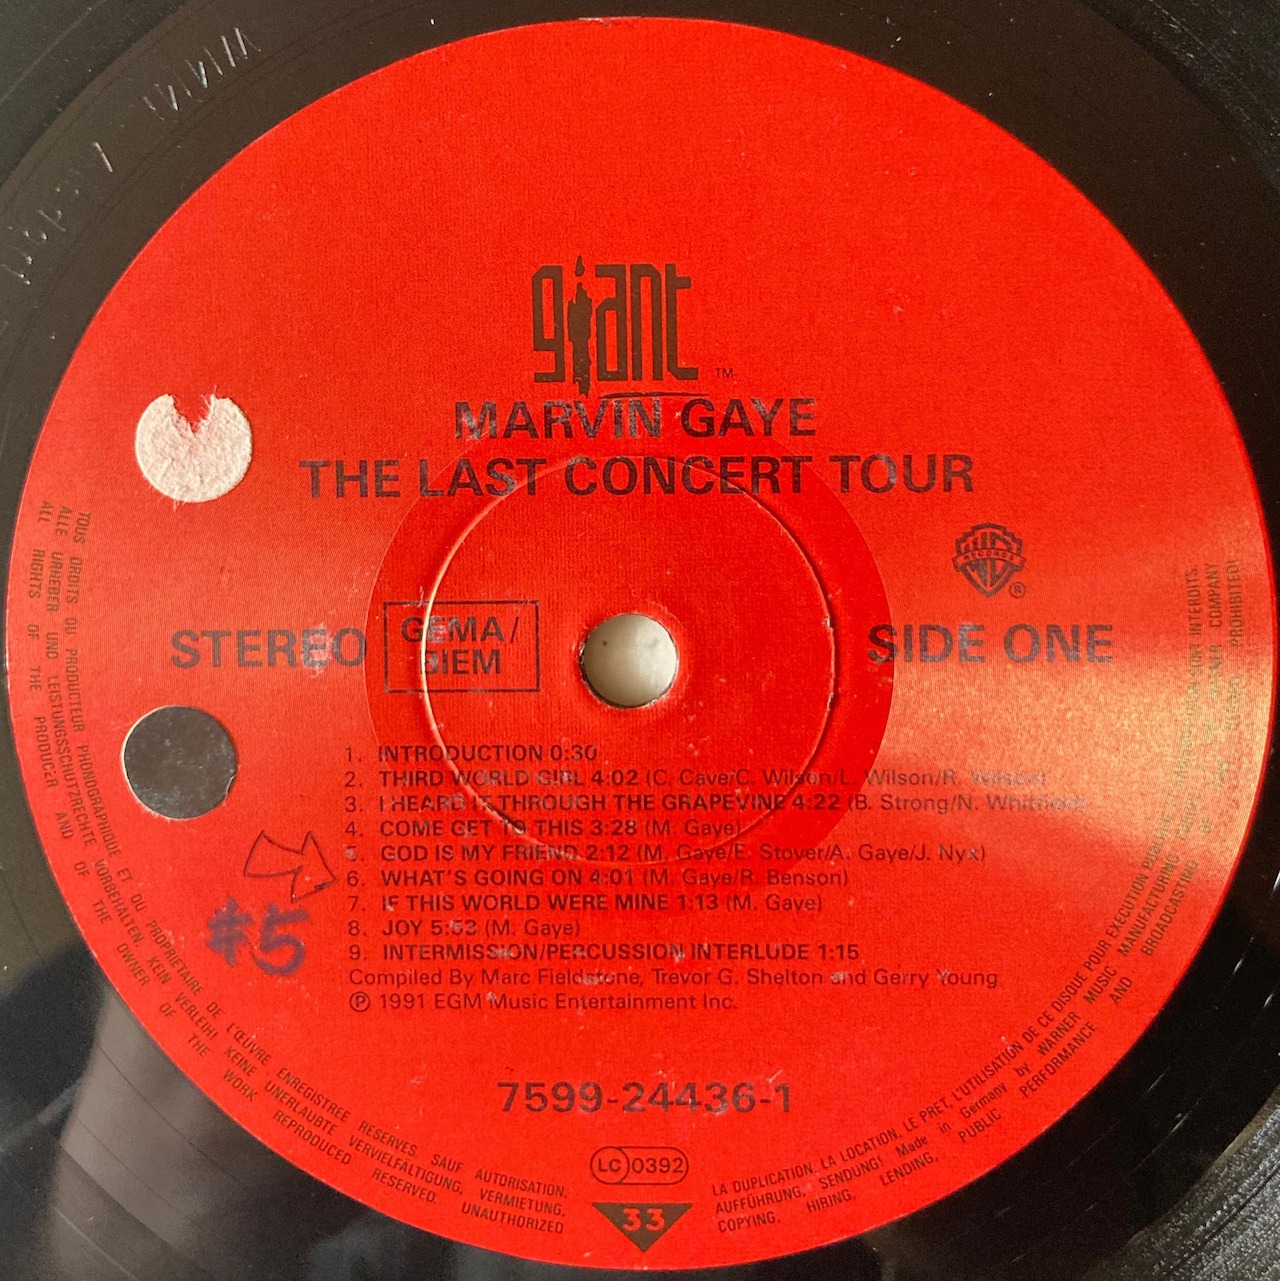 giant ™
MARVIN GAYE
THE LAST CONCERT TOUR
W RECORDS ®
STEREO
GEMA/
BIEM
SIDE ONE
1. INTRODUCTION 0:30
2. THIRD WORLD GIRL 4:02 (C. Cave/C. Wilson/L. Wilson/R. Wilson)
3. I HEARD IT THROUGH THE GRAPEVINE 4:22 (B. Strong/N. Whitfield)
4. COME GET TO THIS 3:28 (M. Gaye)
5. GOD IS MY FRIEND 2:12 (M. Gaye/E. Stover/A. Gaye/J. Nyx)
6. WHAT'S GOING ON 4:01 (M. Gaye/R. Benson)
7. IF THIS WORLD WERE MINE 1:13 (M. Gaye)
8. JOY 5:53 (M. Gaye)
9. INTERMISSION/PERCUSSION INTERLUDE 1:15
#5
Compiled By Marc Fieldstone, Trevor G. Shelton and Gerry Young
℗ 1991 EGM Music Entertainment Inc.
7599-24436-1
LC 0392
33
TOUS DROITS DU PRODUCTEUR PHONOGRAPHIQUE ET DU PROPRIETAIRE DE L'ŒUVRE ENREGISTREE RESERVES. SAUF AUTORISATION, LA DUPLICATION, LA LOCATION, LE PRET, L'UTILISATION DE CE DISQUE POUR EXECUTION PUBLIQUE SONT INTERDITS.
ALLE URHEBER UND LEISTUNGSSCHUTZRECHTE VORBEHALTEN. KEIN VERLEIH! KEINE UNERLAUBTE VERVIELFÄLTIGUNG, VERMIETUNG, AUFFÜHRUNG, SENDUNG! Made in Germany by WARNER MUSIC MANUFACTURING A WARNER COMPANY
ALL RIGHTS OF THE PRODUCER AND OF THE OWNER OF THE WORK REPRODUCED RESERVED. UNAUTHORIZED COPYING, HIRING, LENDING, PUBLIC PERFORMANCE AND BROADCASTING OF THIS RECORD PROHIBITED!